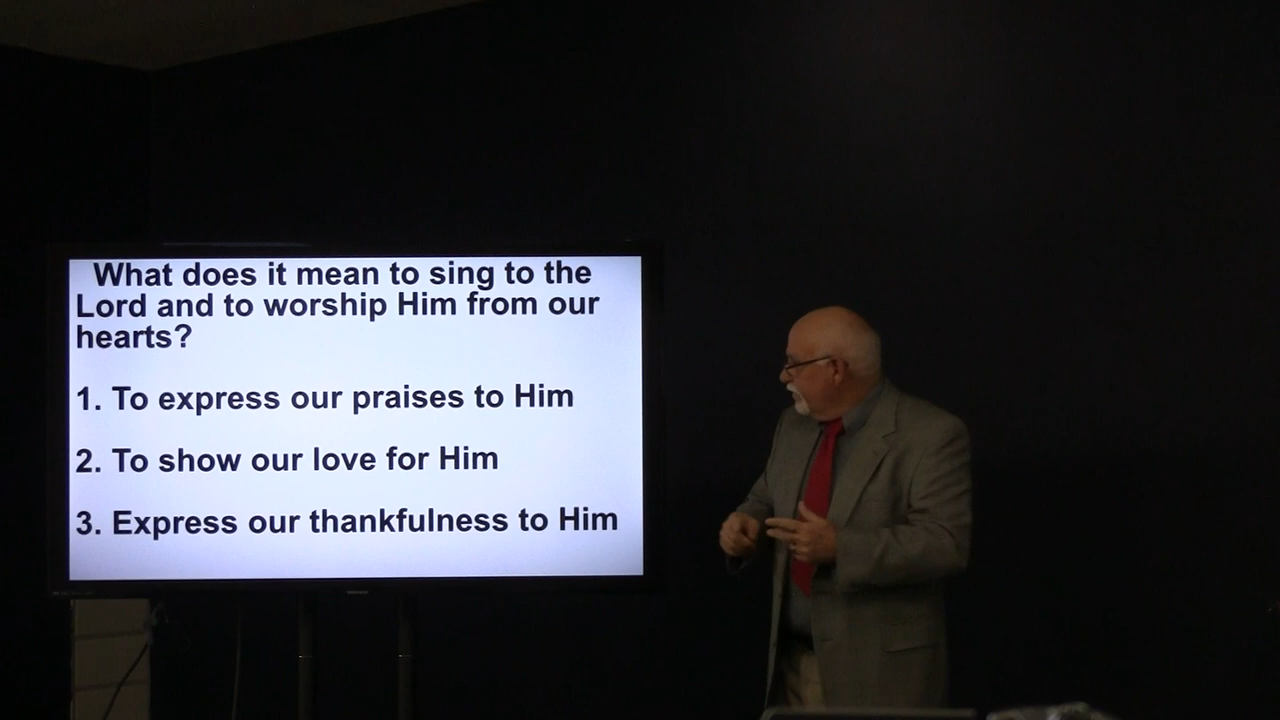 What does it mean to sing to the
Lord and to worship Him from our
hearts?
1. To express our praises to Him
2. To show our love for Him
3. Express our thankfulness to Him